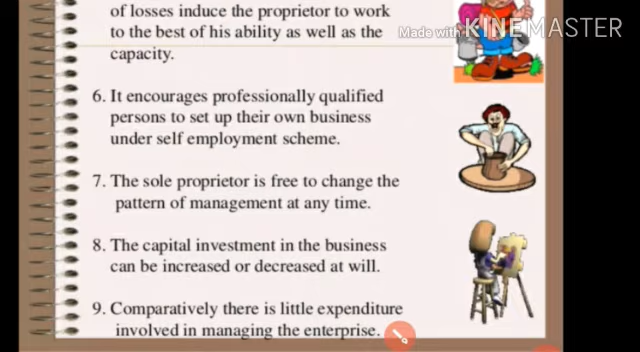 of losses induce the proprietor to work
to the best of his ability as well as the
capacity.
Made with KINEMASTER
6. It encourages professionally qualified
persons to set up their own business
under self employment scheme.
7. The sole proprietor is free to change the
pattern of management at any time.
8. The capital investment in the business
can be increased or decreased at will.
9. Comparatively there is little expenditure
involved in managing the enterprise.